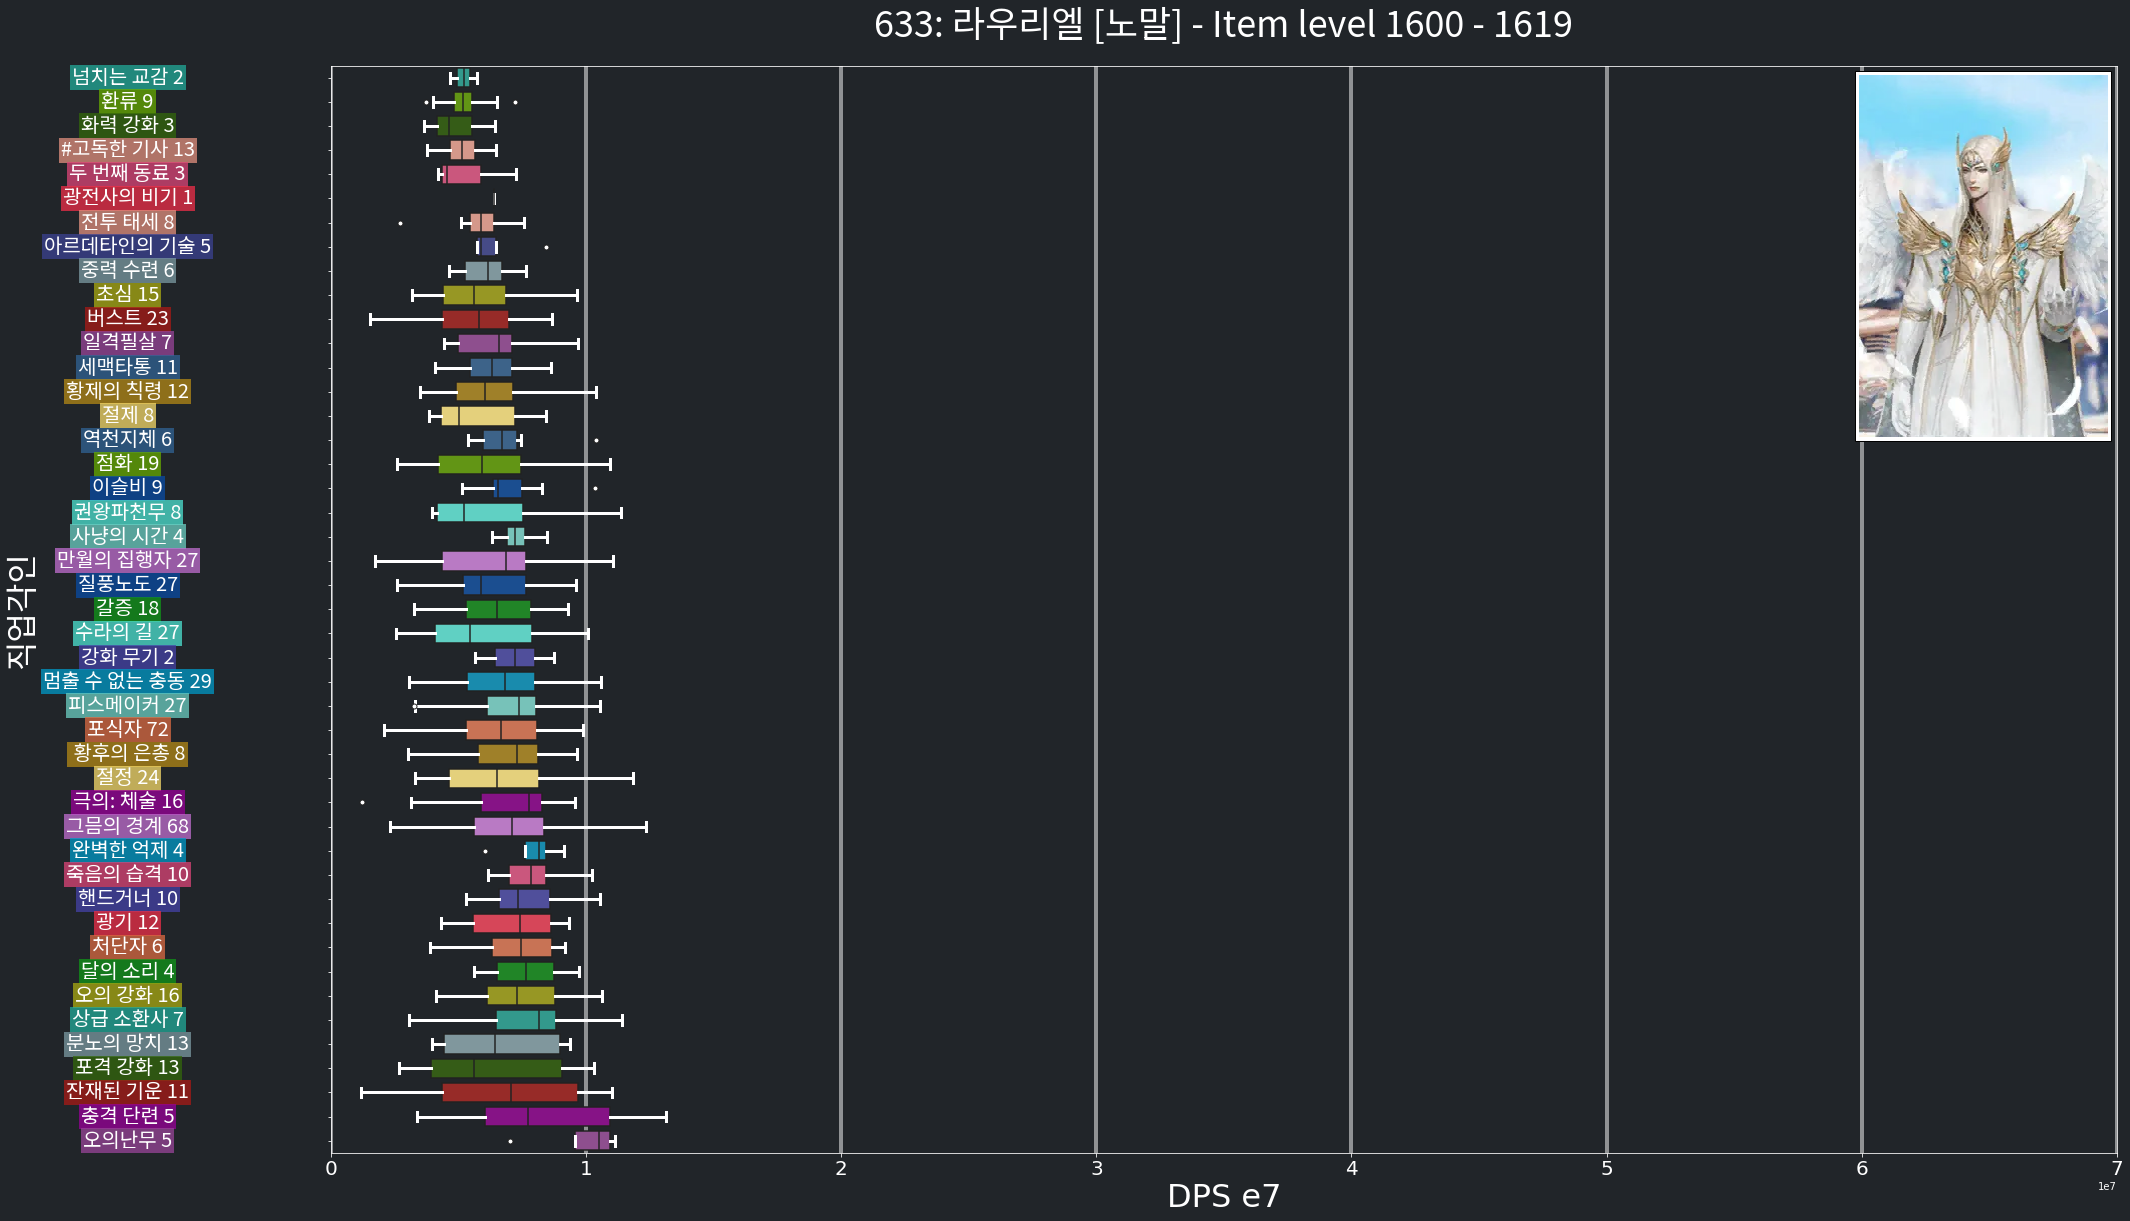 633: 라우리엘 [노말] - Item level 1600 - 1619
직업각인
넘치는 교감 2
환류 9
화력 강화 3
#고독한 기사 13
두 번째 동료 3
광전사의 비기 1
전투 태세 8
아르데타인의 기술 5
중력 수련 6
초심 15
버스트 23
일격필살 7
세맥타통 11
황제의 칙령 12
절제 8
역천지체 6
점화 19
이슬비 9
권왕파천무 8
사냥의 시간 4
만월의 집행자 27
질풍노도 27
갈증 18
수라의 길 27
강화 무기 2
멈출 수 없는 충동 29
피스메이커 27
포식자 72
황후의 은총 8
절정 24
극의: 체술 16
그믐의 경계 68
완벽한 억제 4
죽음의 습격 10
핸드거너 10
광기 12
처단자 6
달의 소리 4
오의 강화 16
상급 소환사 7
분노의 망치 13
포격 강화 13
잔재된 기운 11
충격 단련 5
오의난무 5
0 1 2 3 4 5 6 7
1e7
DPS e7